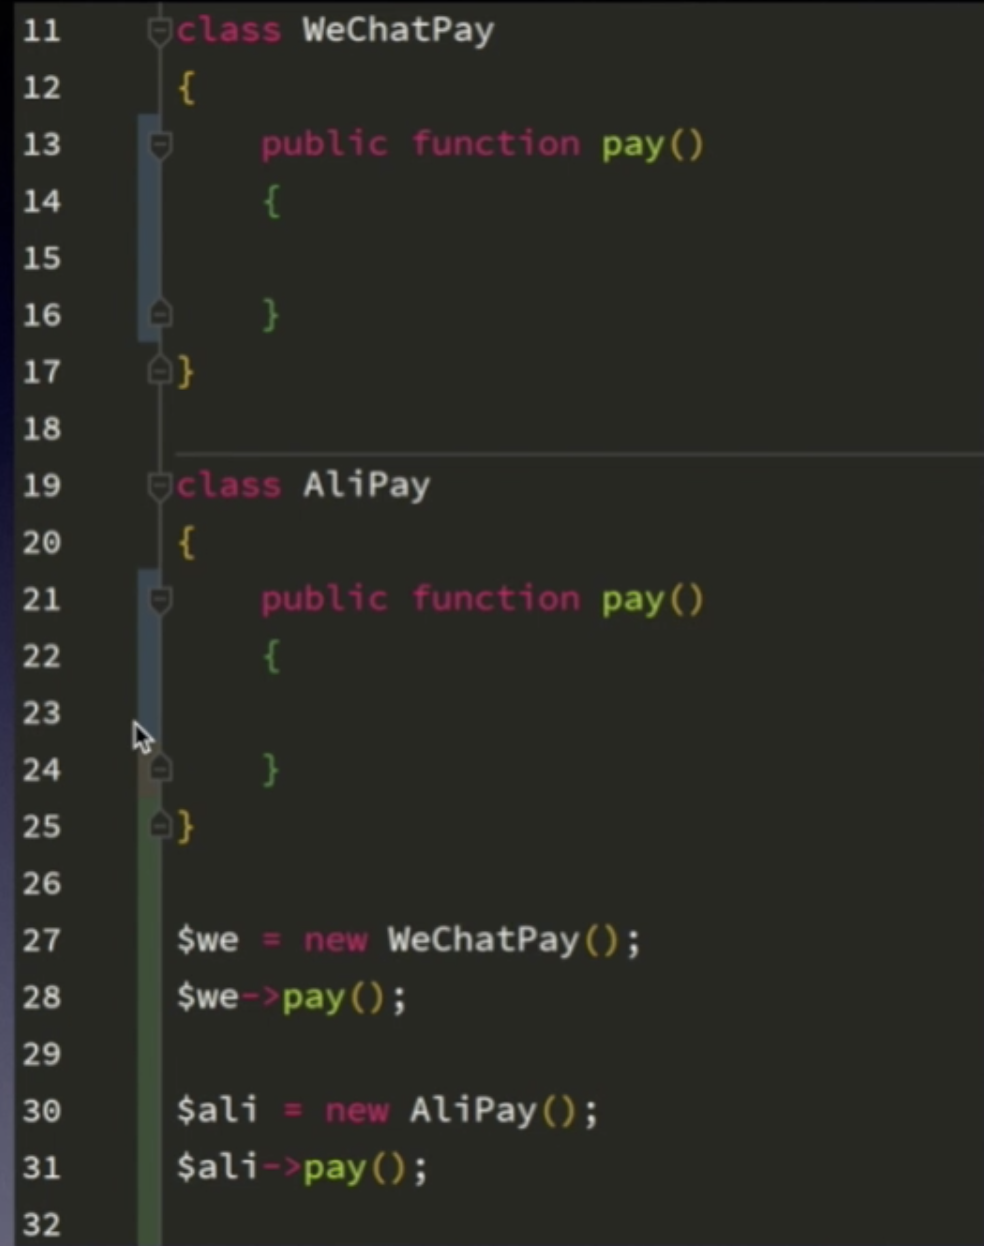 11 class WeChatPay
12 {
13     public function pay()
14     {
15
16     }
17 }
18
19 class AliPay
20 {
21     public function pay()
22     {
23
24     }
25 }
26
27 $we = new WeChatPay();
28 $we->pay();
29
30 $ali = new AliPay();
31 $ali->pay();
32